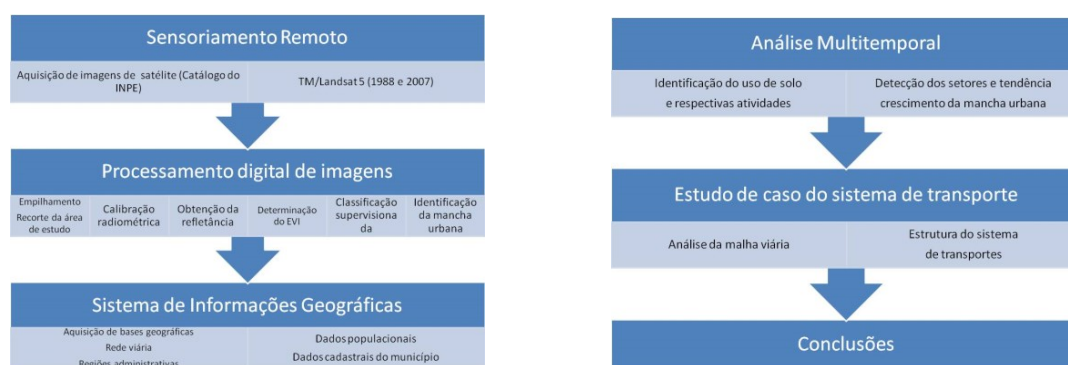 Sensoriamento Remoto
Aquisição de imagens de satélite (Catálogo do
INPE)
TM/Landsat 5 (1988 e 2007)
Processamento digital de imagens
Empilhamento
Recorte da área
de estudo
Calibração
radiométrica
Obtenção da
refletância
Determinação
do EVI
Classificação
supervisiona
da
Identificação
da mancha
urbana
Sistema de Informações Geográficas
Aquisição de bases geográficas
Rede viária
Regiões administrativas
Dados populacionais
Dados cadastrais do município
Análise Multitemporal
Identificação do uso de solo
e respectivas atividades
Detecção dos setores e tendência
crescimento da mancha urbana
Estudo de caso do sistema de transporte
Análise da malha viária
Estrutura do sistema
de transportes
Conclusões